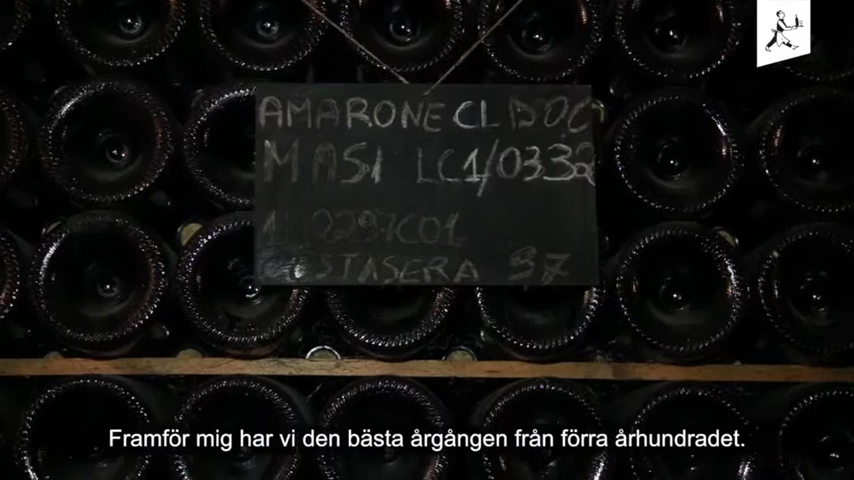 AMARONE CL DOC
MASI LC1/0332
COSTASERA 97
Framför mig har vi den bästa årgången från förra århundradet.